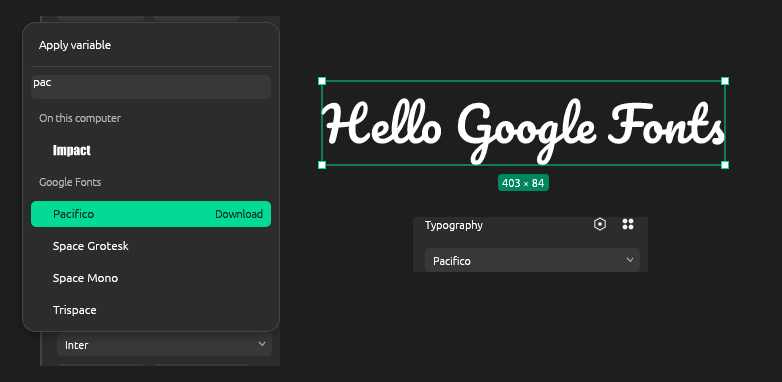 Apply variable
pac
On this computer
Impact
Google Fonts
Pacifico Download
Space Grotesk
Space Mono
Trispace
Inter
Hello Google Fonts
403 × 84
Typography
Pacifico